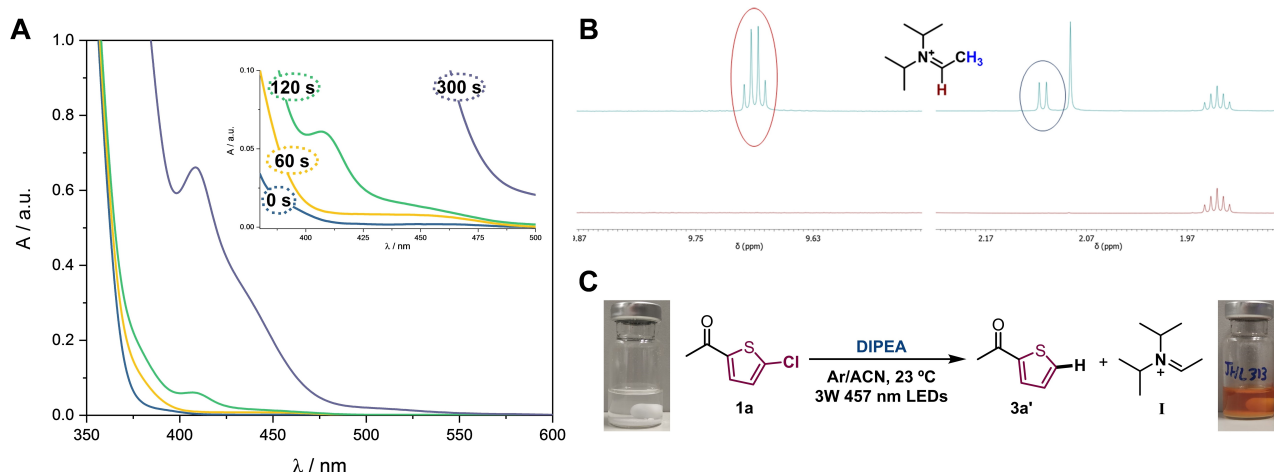 A
A / a.u.
1.0
0.8
0.6
0.4
0.2
0.0
350
400
450
500
550
600
λ / nm
A / a.u.
0.10
0.05
0.00
400
425
450
475
500
λ / nm
120 s
300 s
60 s
0 s
B
N+
CH3
H
9.87
9.75
9.63
δ (ppm)
2.17
2.07
1.97
δ (ppm)
C
O
S
Cl
1a
DIPEA
Ar/ACN, 23 ºC
3W 457 nm LEDs
O
S
H
3a'
+
N
+
I
JHL313